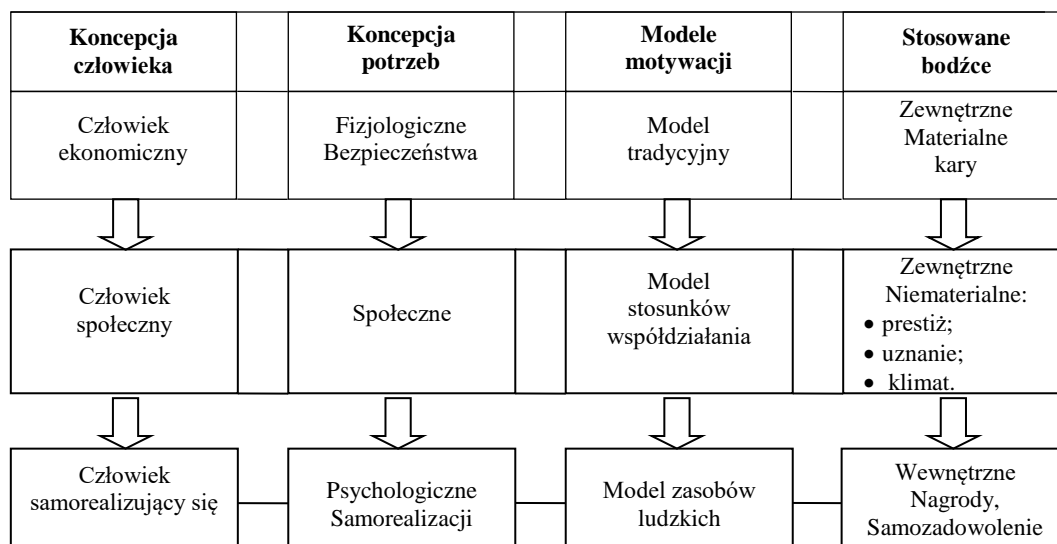 Koncepcja
człowieka
Koncepcja
potrzeb
Modele
motywacji
Stosowane
bodźce
Człowiek
ekonomiczny
Fizjologiczne
Bezpieczeństwa
Model
tradycyjny
Zewnętrzne
Materialne
kary
Człowiek
społeczny
Społeczne
Model
stosunków
współdziałania
Zewnętrzne
Niematerialne:
• prestiż;
• uznanie;
• klimat.
Człowiek
samorealizujący się
Psychologiczne
Samorealizacji
Model zasobów
ludzkich
Wewnętrzne
Nagrody,
Samozadowolenie